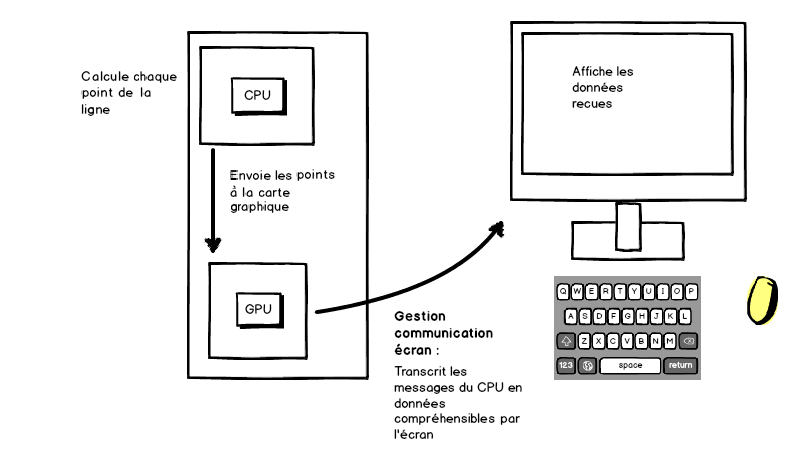 Calcule chaque
point de la
ligne
CPU
Envoie les points
à la carte
graphique
GPU
Gestion
communication
écran :
Transcrit les
messages du CPU en
données
compréhensibles par
l'écran
Affiche les
données
recues
Q W E R T Y U I O P
A S D F G H J K L
Z X C V B N M
123 space return